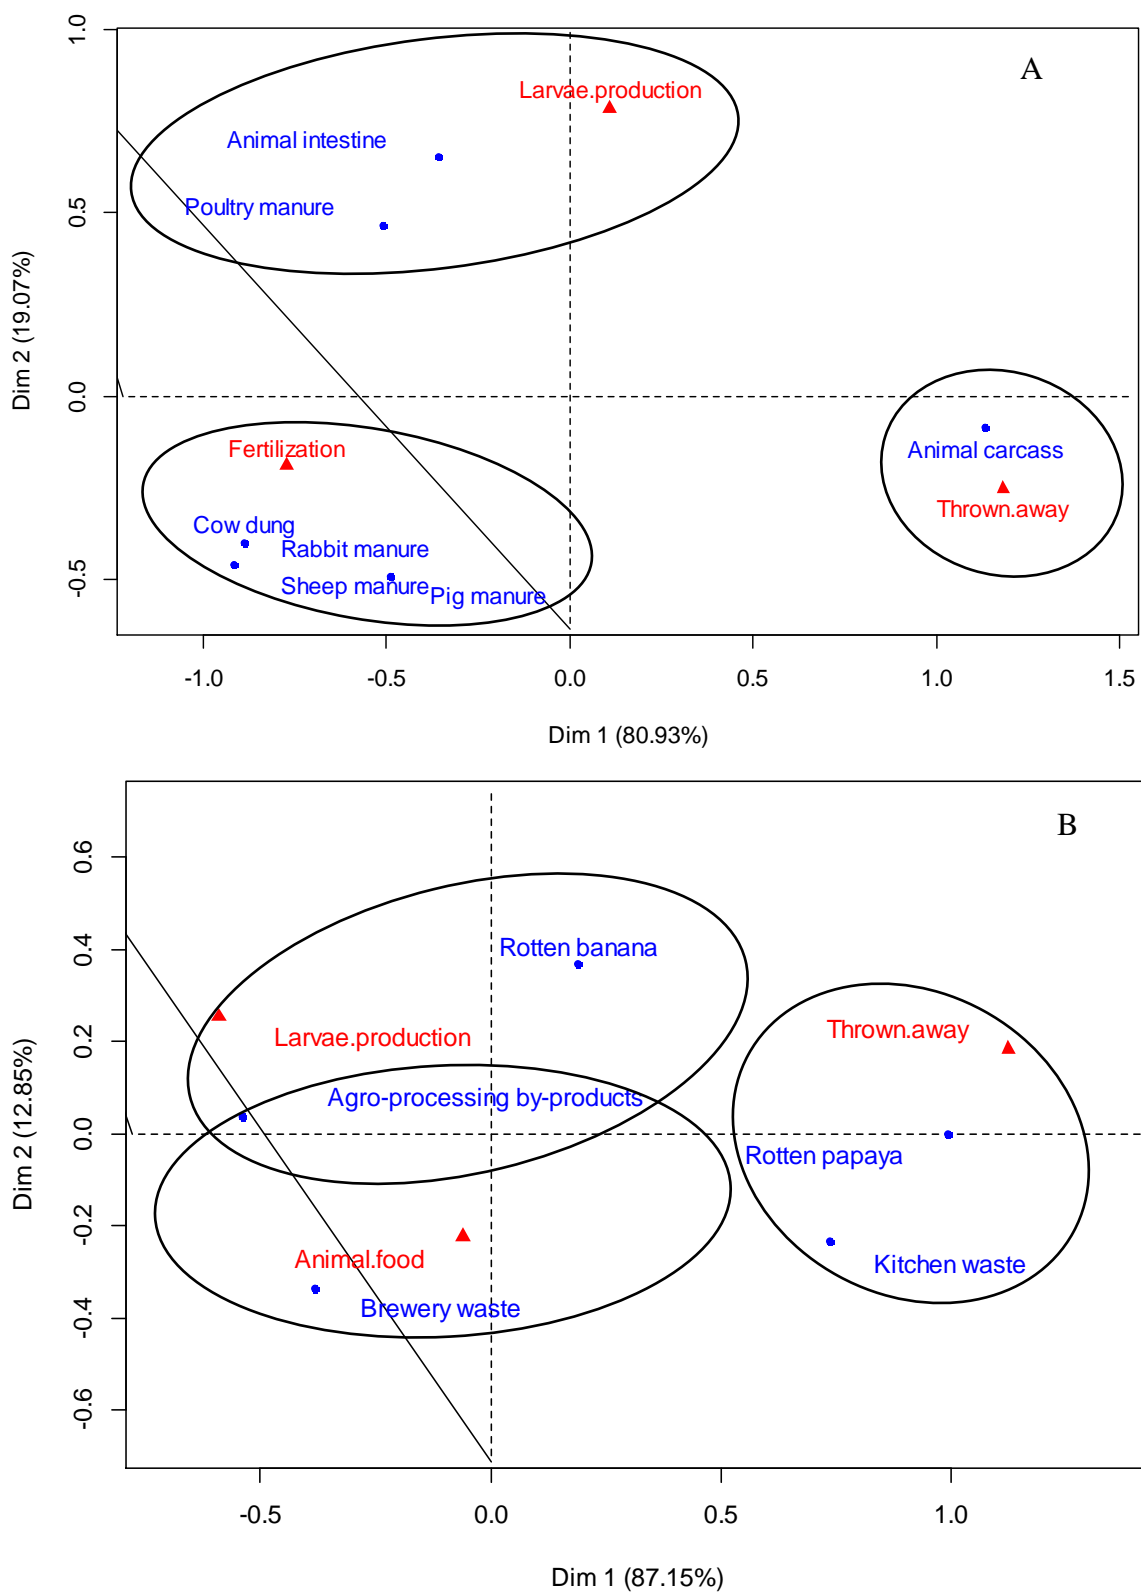 A
Larvae.production
Animal intestine
Poultry manure
Fertilization
Animal carcass
Thrown.away
Cow dung
Rabbit manure
Sheep manure
Pig manure
1.0
0.5
0.0
-0.5
Dim 2 (19.07%)
-1.0 -0.5 0.0 0.5 1.0 1.5
Dim 1 (80.93%)
B
Rotten banana
Larvae.production
Thrown.away
Agro-processing by-products
Rotten papaya
Animal.food
Kitchen waste
Brewery waste
0.6
0.4
0.2
0.0
-0.2
-0.4
-0.6
Dim 2 (12.85%)
-0.5 0.0 0.5 1.0
Dim 1 (87.15%)